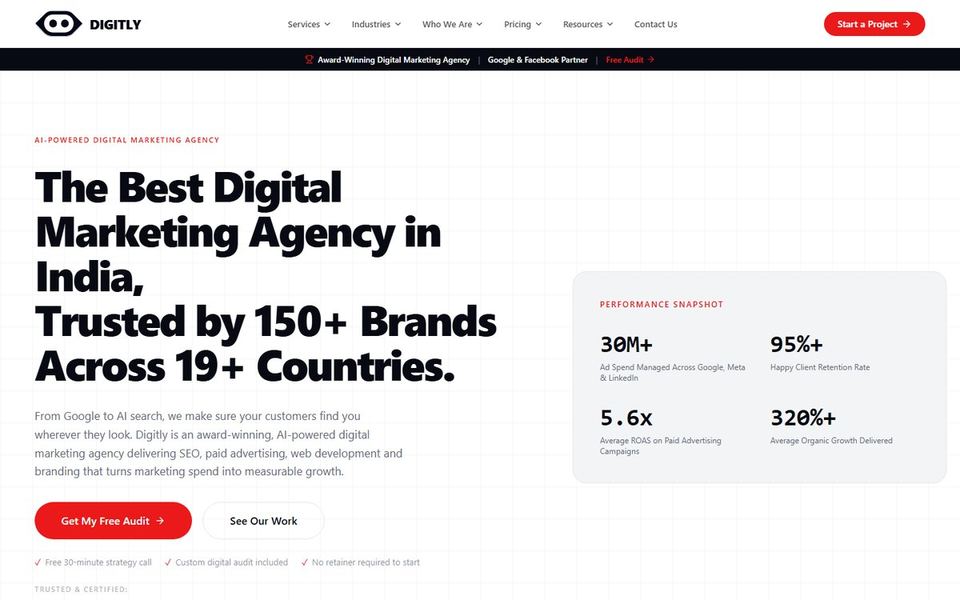 DIGITLY
Services
Industries
Who We Are
Pricing
Resources
Contact Us
Start a Project →
Award-Winning Digital Marketing Agency | Google & Facebook Partner | Free Audit →
AI-POWERED DIGITAL MARKETING AGENCY
The Best Digital
Marketing Agency in
India,
Trusted by 150+ Brands
Across 19+ Countries.
From Google to AI search, we make sure your customers find you
wherever they look. Digitly is an award-winning, AI-powered digital
marketing agency delivering SEO, paid advertising, web development and
branding that turns marketing spend into measurable growth.
Get My Free Audit →
See Our Work
✓ Free 30-minute strategy call
✓ Custom digital audit included
✓ No retainer required to start
TRUSTED & CERTIFIED:
PERFORMANCE SNAPSHOT
30M+
Ad Spend Managed Across Google, Meta
& LinkedIn
95%+
Happy Client Retention Rate
5.6x
Average ROAS on Paid Advertising
Campaigns
320%+
Average Organic Growth Delivered